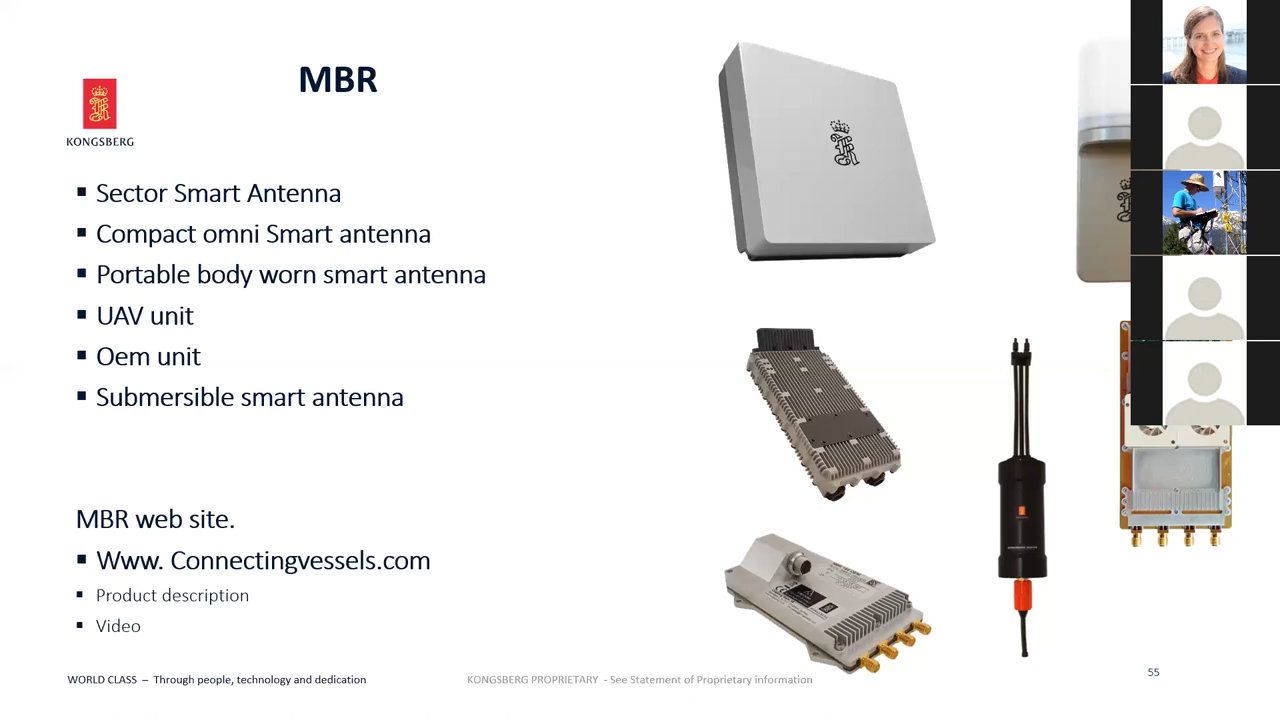 MBR
KONGSBERG
Sector Smart Antenna
Compact omni Smart antenna
Portable body worn smart antenna
UAV unit
Oem unit
Submersible smart antenna
MBR web site.
Www. Connectingvessels.com
Product description
Video
WORLD CLASS – Through people, technology and dedication
KONGSBERG PROPRIETARY - See Statement of Proprietary information
55